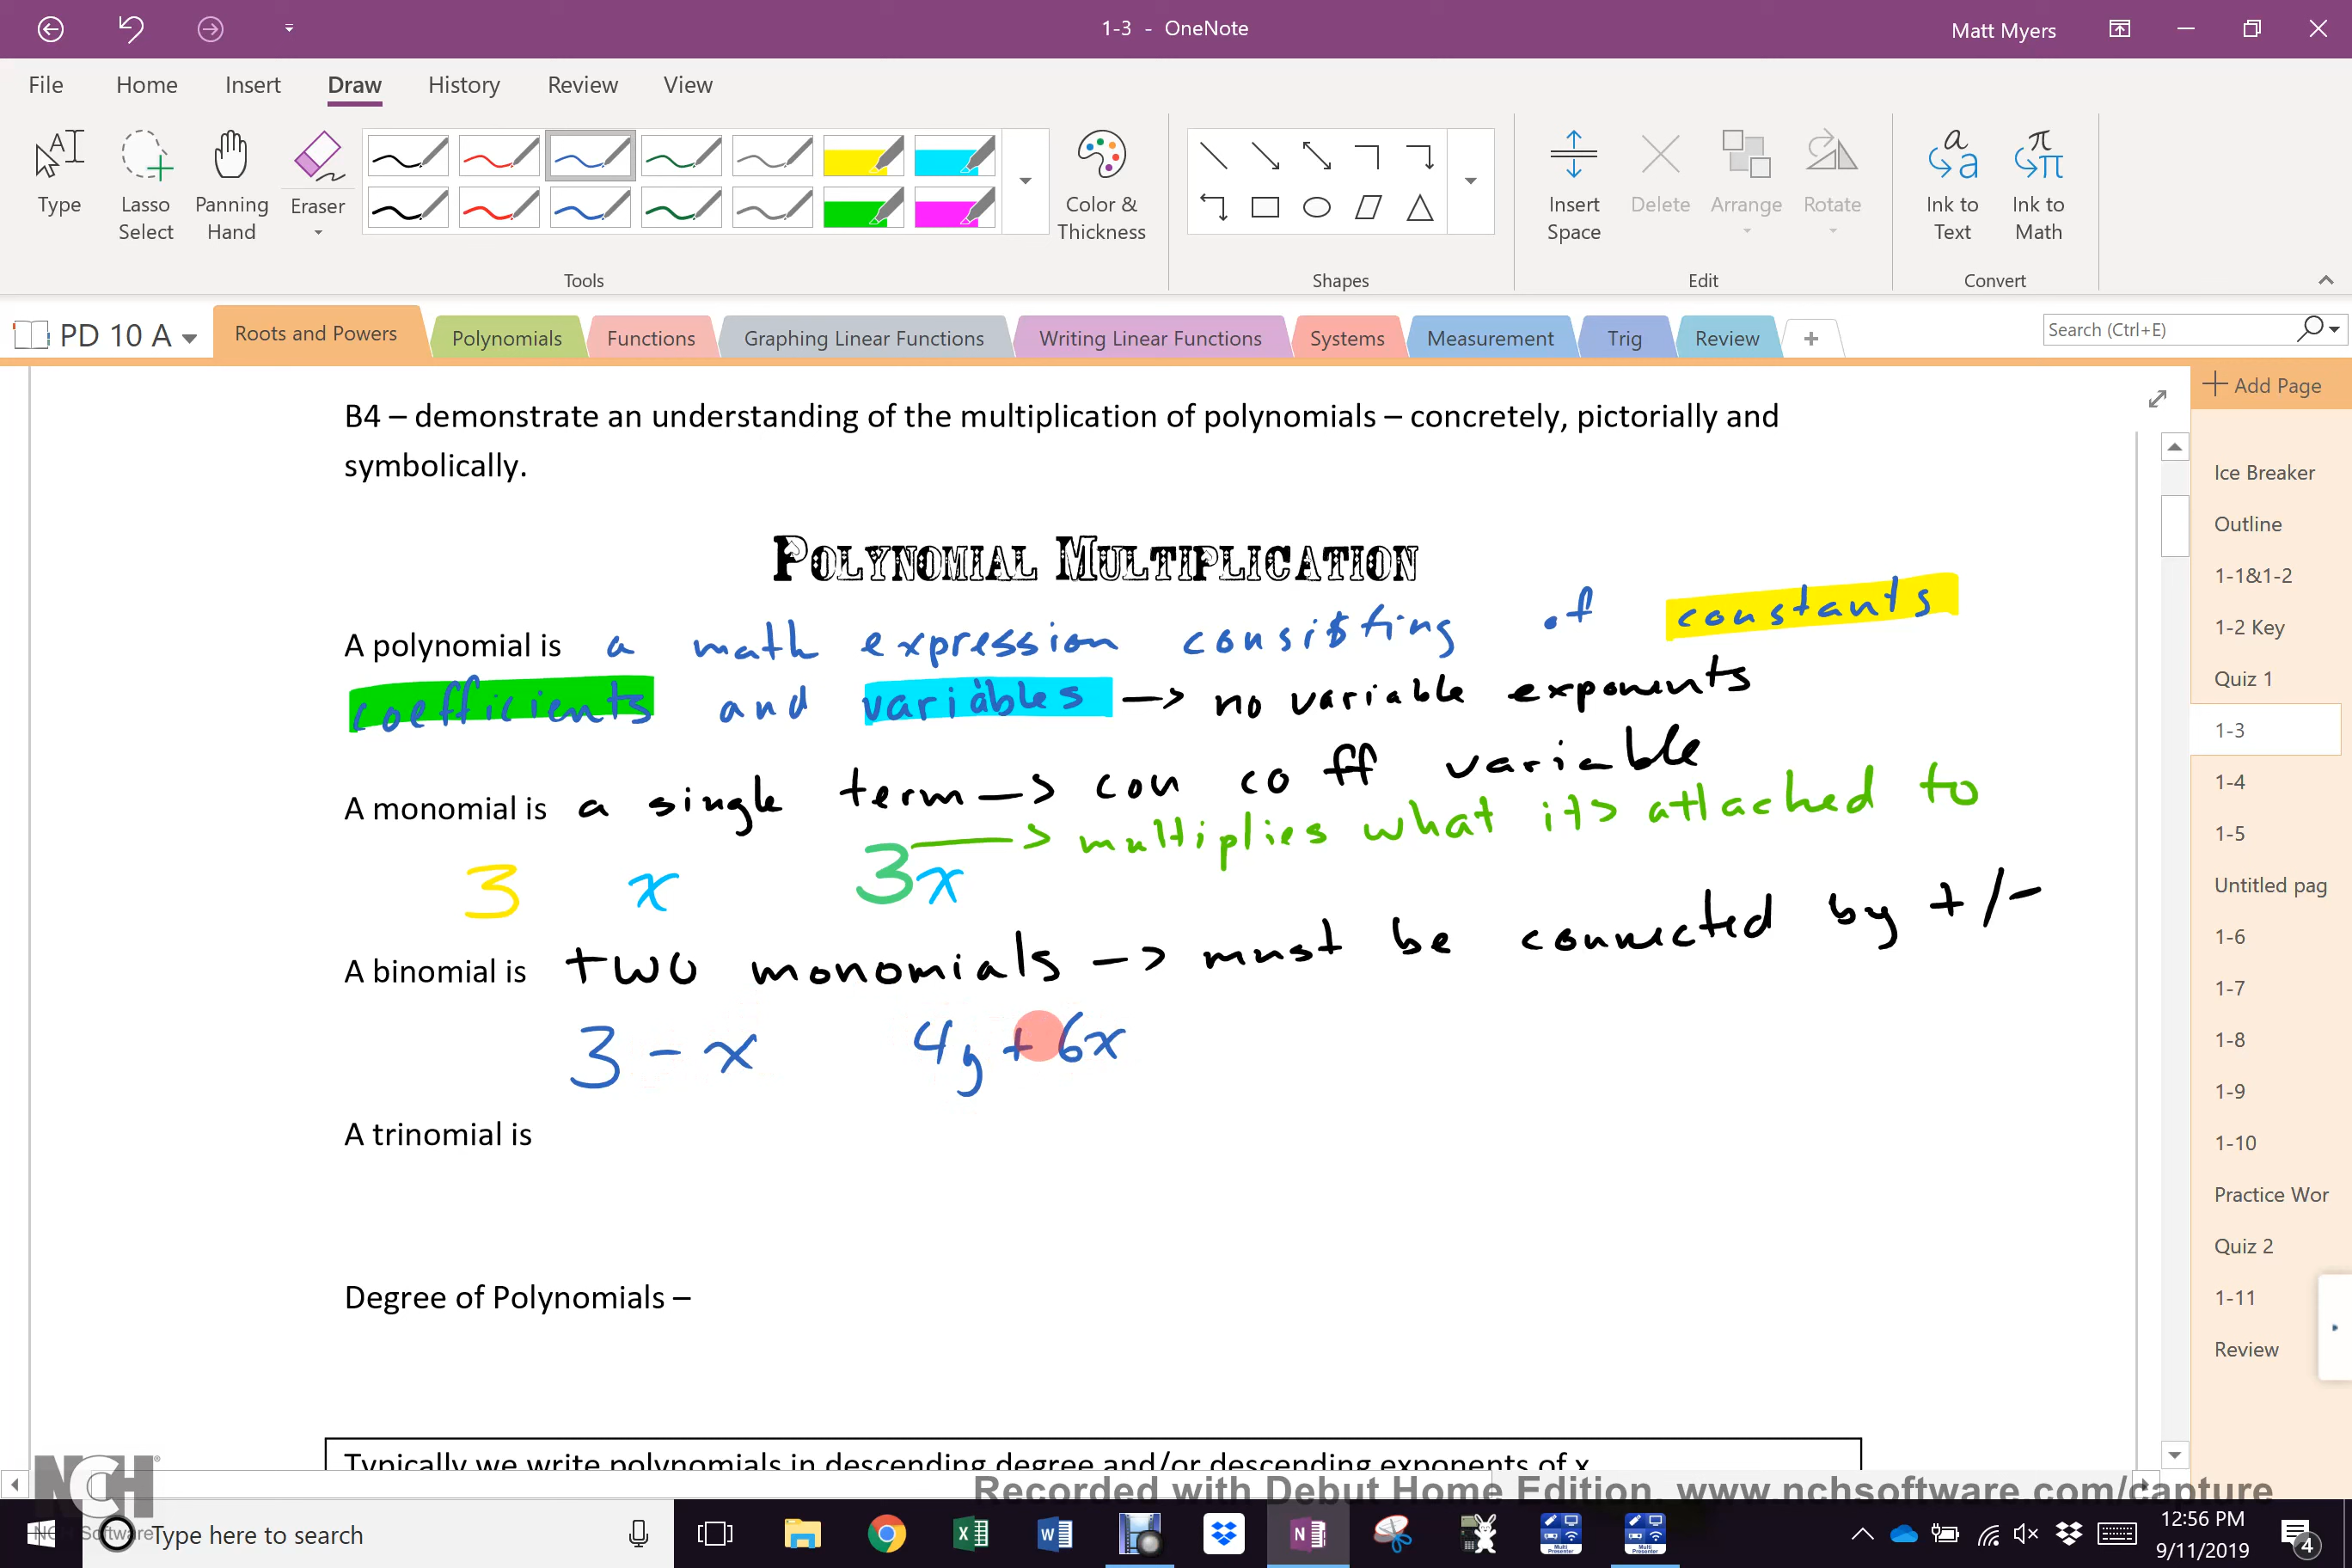 1-3 - OneNote
Matt Myers
File Home Insert Draw History Review View
Type
Lasso Select
Panning Hand
Eraser
Color & Thickness
Insert Space
Delete
Arrange
Rotate
Ink to Text
Ink to Math
Tools Shapes Edit Convert
PD 10 A Roots and Powers Polynomials Functions Graphing Linear Functions Writing Linear Functions Systems Measurement Trig Review +
Search (Ctrl+E)
Add Page
B4 – demonstrate an understanding of the multiplication of polynomials – concretely, pictorially and
symbolically.
POLYNOMIAL MULTIPLICATION
A polynomial is a math expression consisting of constants
coefficients and variables → no variable exponents
A monomial is a single term → con co ff variable
3 x 3x → multiplies what its attached to
A binomial is two monomials → must be connected by +/-
3 - x 4y + 6x
A trinomial is
Degree of Polynomials –
Typically we write polynomials in descending degree and/or descending exponents of x
Ice Breaker
Outline
1-1&1-2
1-2 Key
Quiz 1
1-3
1-4
1-5
Untitled pag
1-6
1-7
1-8
1-9
1-10
Practice Wor
Quiz 2
1-11
Review
NCH
NCH Software
Recorded with Debut Home Edition. www.nchsoftware.com/capture
Type here to search
12:56 PM
9/11/2019
4